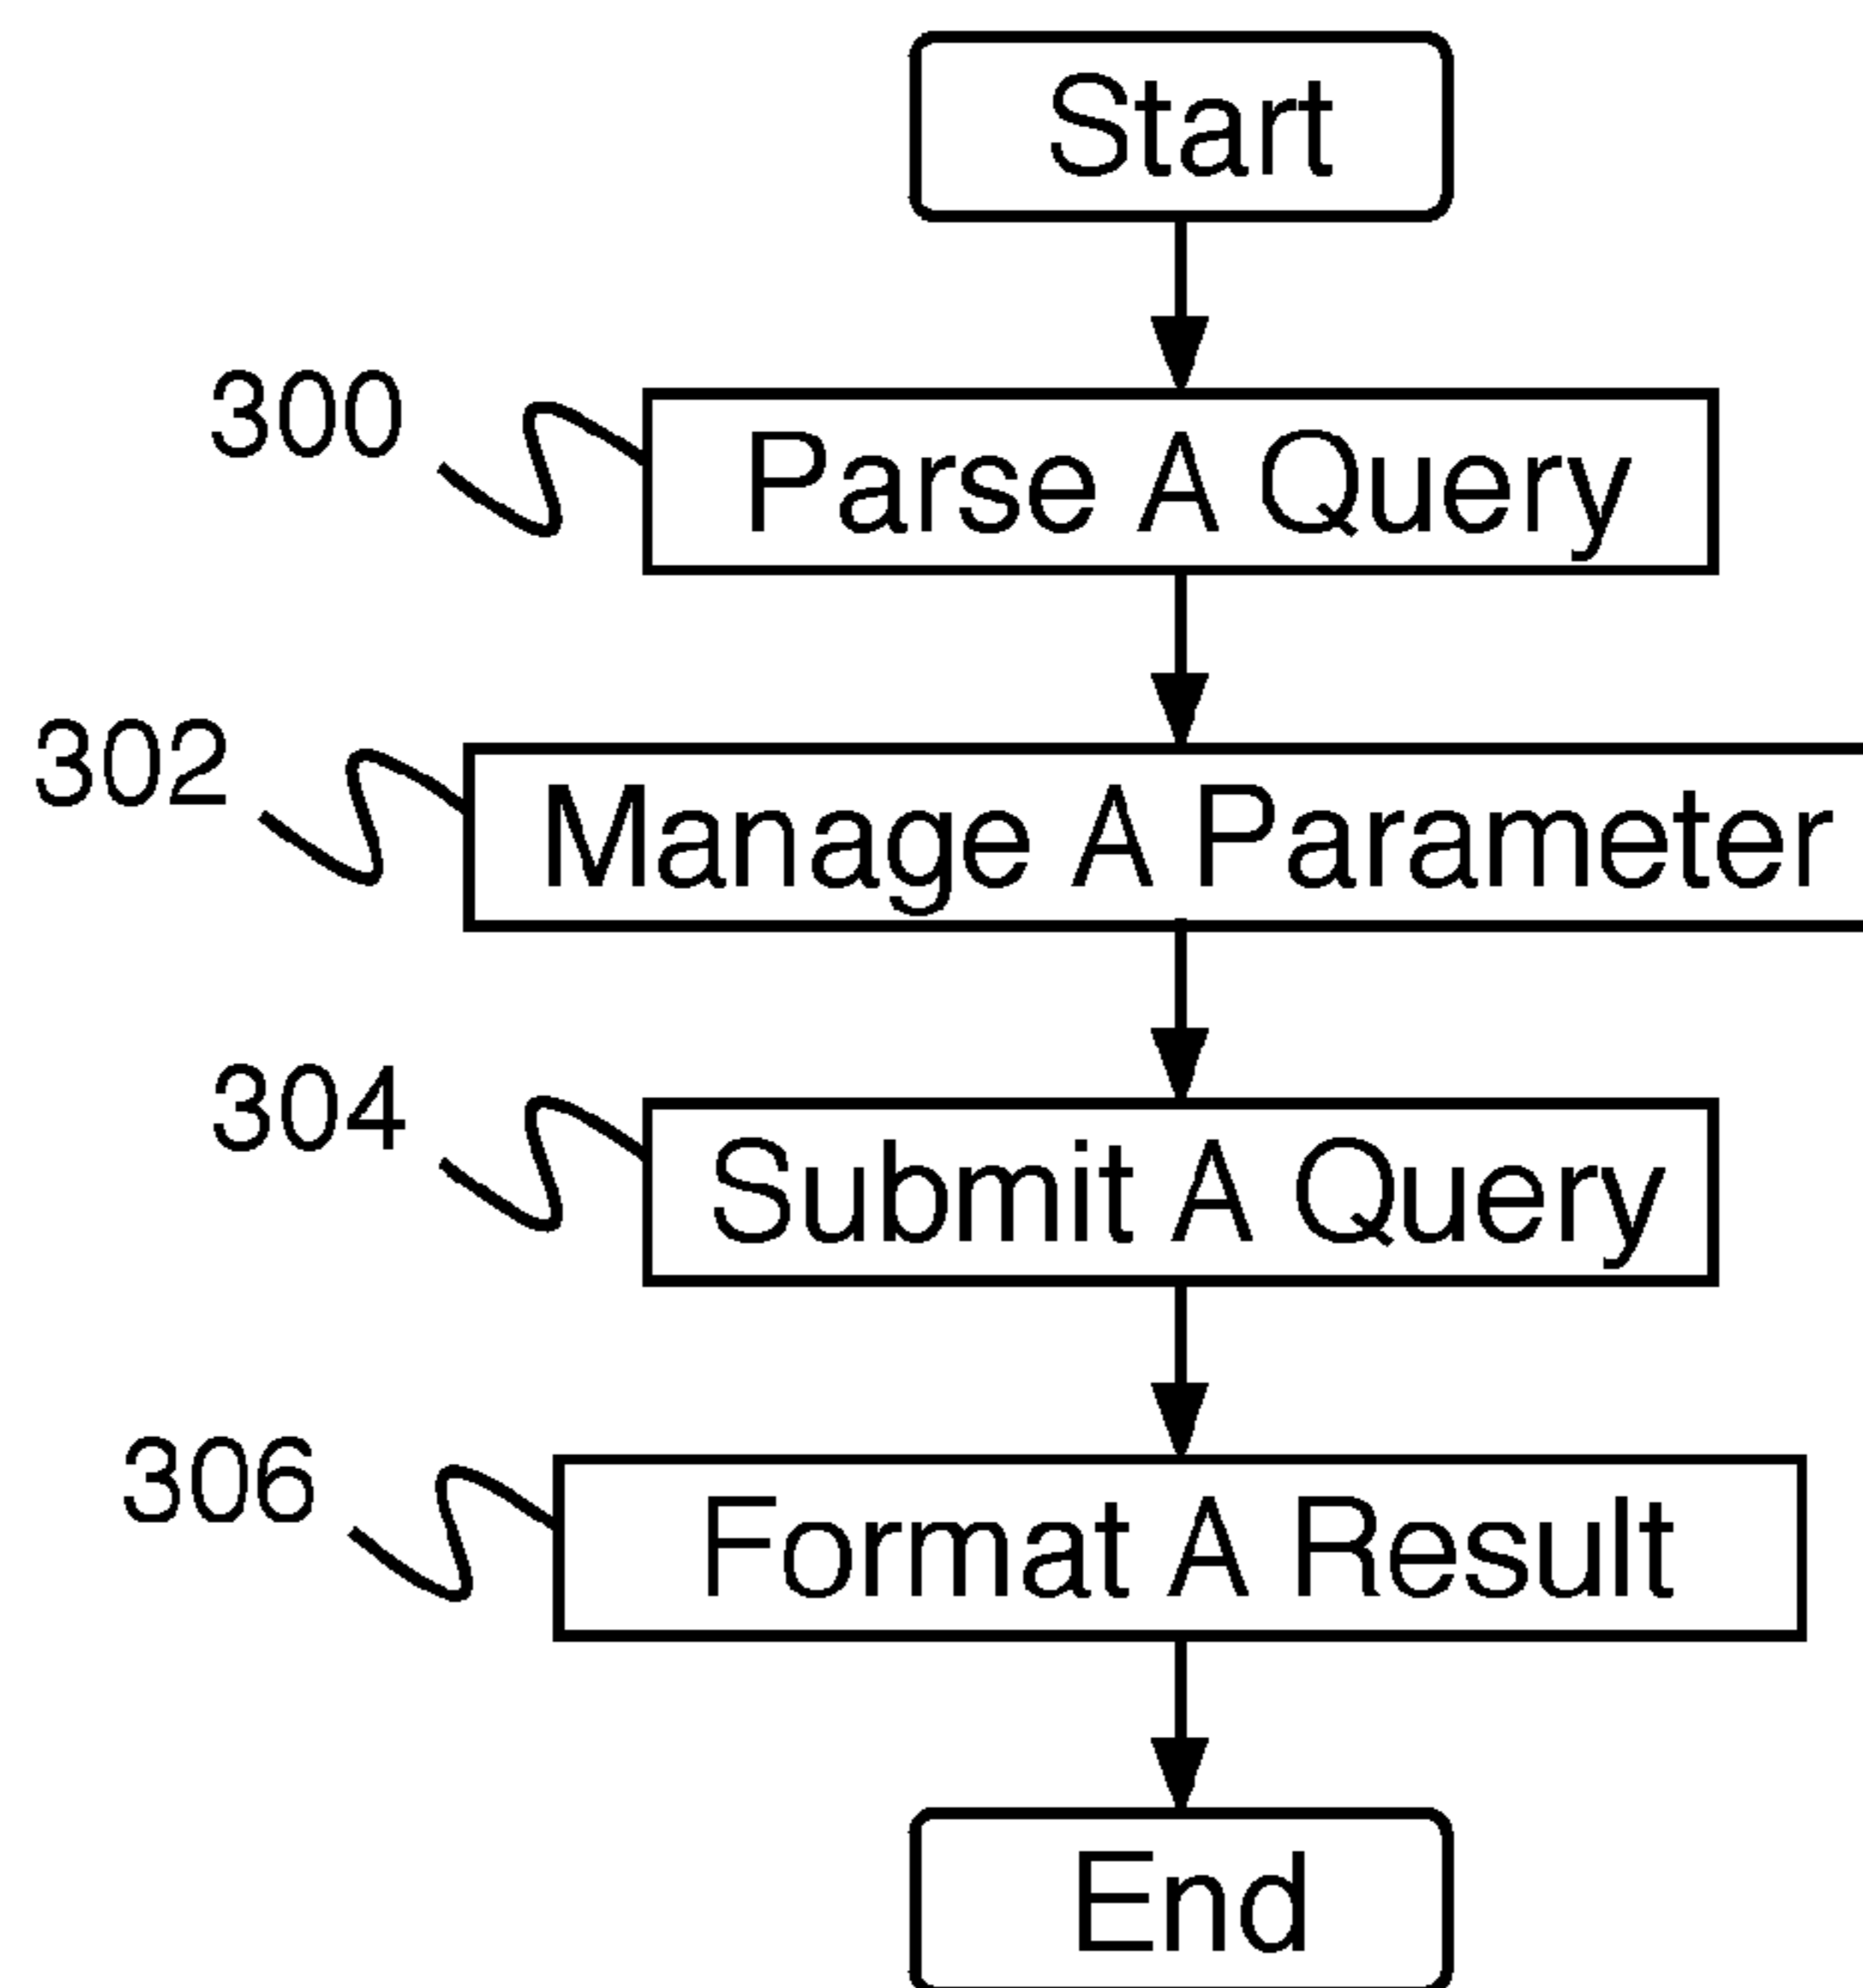 Start
300
Parse A Query
302
Manage A Parameter
304
Submit A Query
306
Format A Result
End